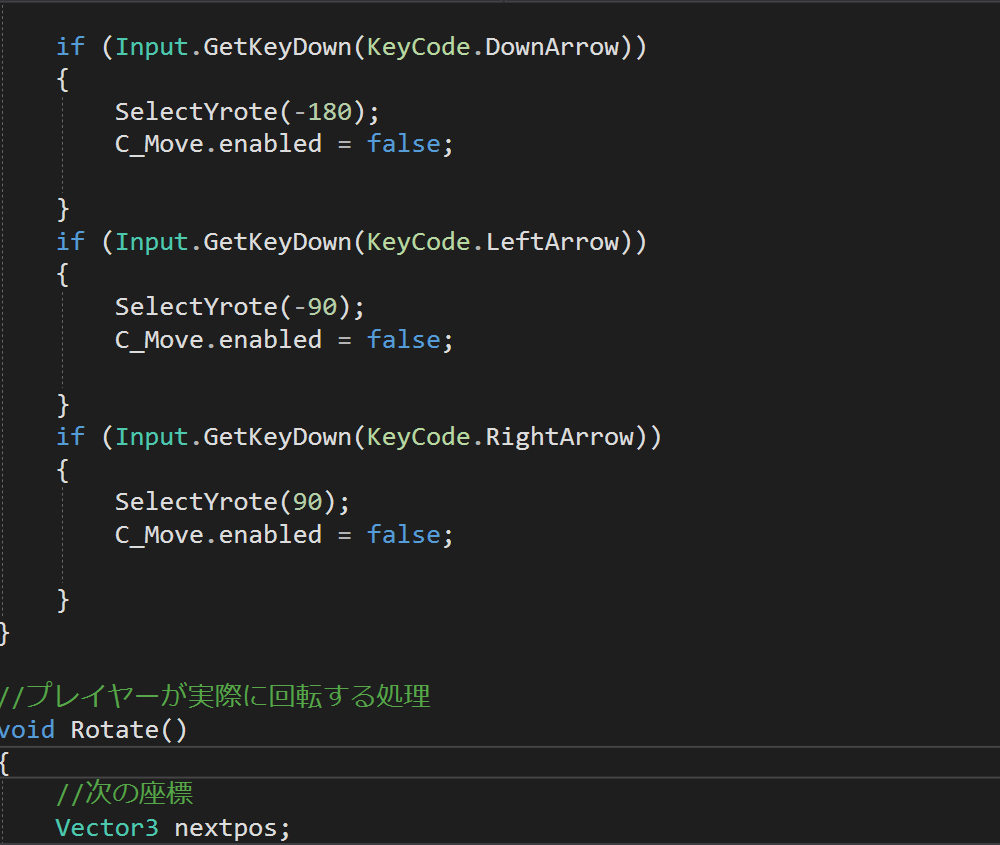 if (Input.GetKeyDown(KeyCode.DownArrow))
{
SelectYrote(-180);
C_Move.enabled = false;
}
if (Input.GetKeyDown(KeyCode.LeftArrow))
{
SelectYrote(-90);
C_Move.enabled = false;
}
if (Input.GetKeyDown(KeyCode.RightArrow))
{
SelectYrote(90);
C_Move.enabled = false;
}
}
//プレイヤーが実際に回転する処理
void Rotate()
{
//次の座標
Vector3 nextpos;